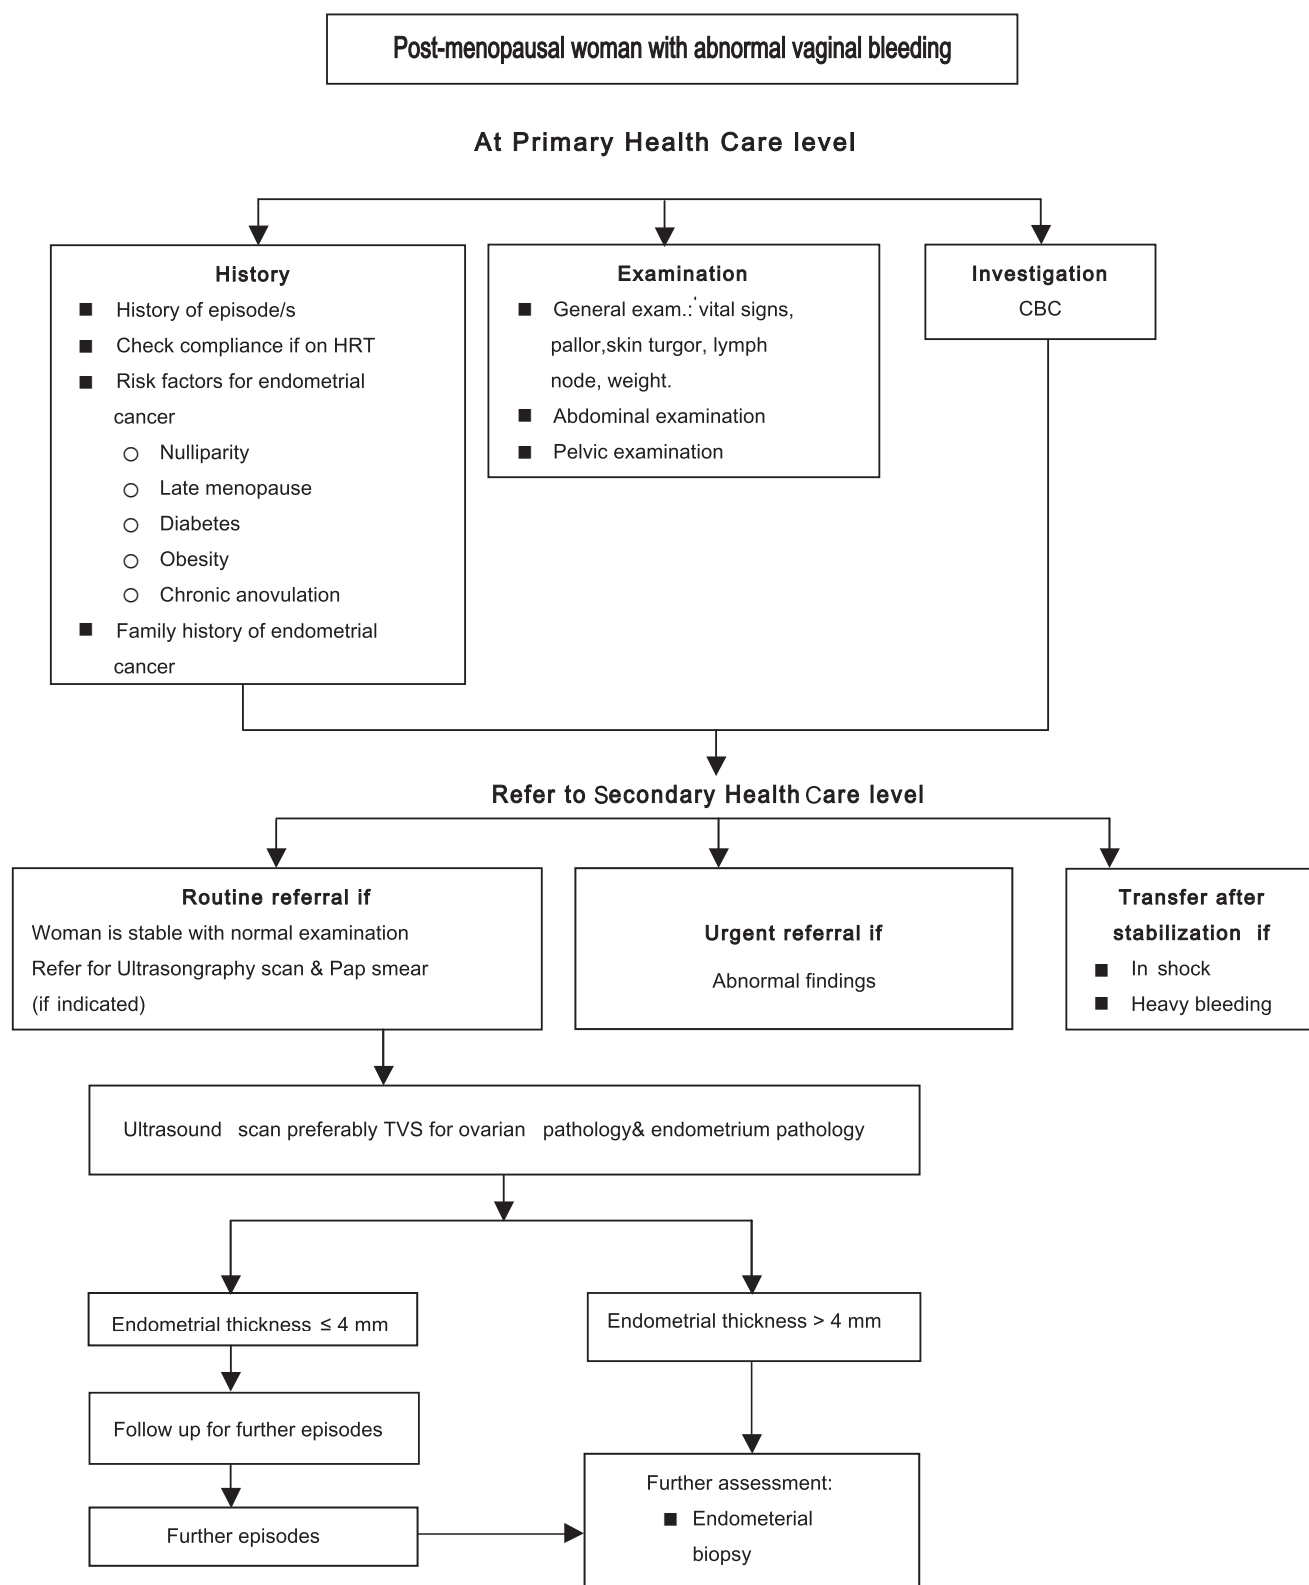 Post-menopausal woman with abnormal vaginal bleeding
At Primary Health Care level
History
■ History of episode/s
■ Check compliance if on HRT
■ Risk factors for endometrial
cancer
○ Nulliparity
○ Late menopause
○ Diabetes
○ Obesity
○ Chronic anovulation
■ Family history of endometrial
cancer
Examination
■ General exam.: vital signs,
pallor,skin turgor, lymph
node, weight.
■ Abdominal examination
■ Pelvic examination
Investigation
CBC
Refer to Secondary Health Care level
Routine referral if
Woman is stable with normal examination
Refer for Ultrasongraphy scan & Pap smear
(if indicated)
Urgent referral if
Abnormal findings
Transfer after
stabilization if
■ In shock
■ Heavy bleeding
Ultrasound scan preferably TVS for ovarian pathology& endometrium pathology
Endometrial thickness ≤ 4 mm
Follow up for further episodes
Further episodes
Endometrial thickness > 4 mm
Further assessment:
■ Endometerial
biopsy